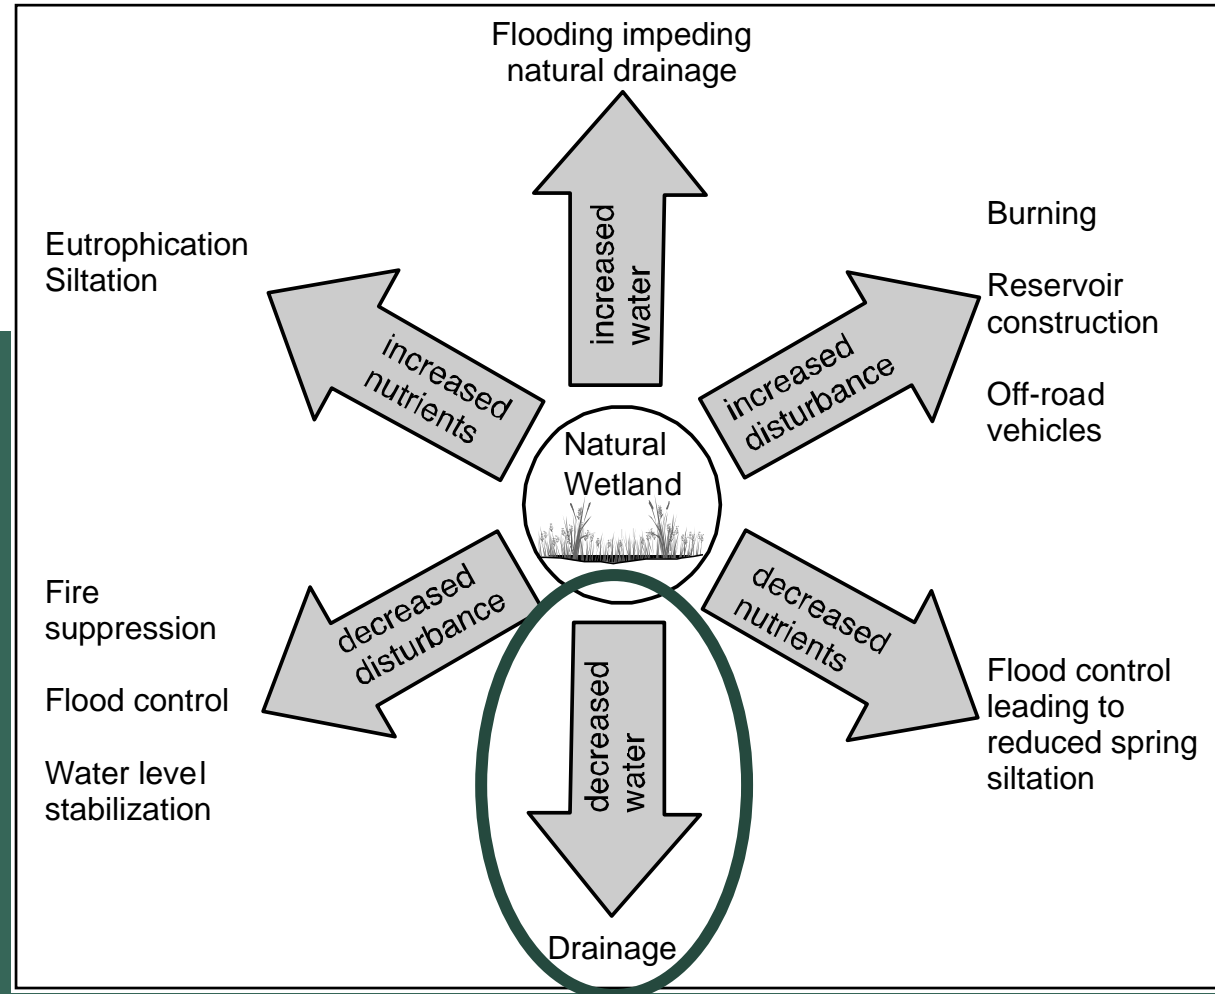 Flooding impeding
natural drainage
increased
water
Eutrophication
Siltation
increased
nutrients
Burning
Reservoir
construction
Off-road
vehicles
increased
disturbance
Natural
Wetland
Fire
suppression
Flood control
Water level
stabilization
decreased
disturbance
decreased
water
Drainage
decreased
nutrients
Flood control
leading to
reduced spring
siltation